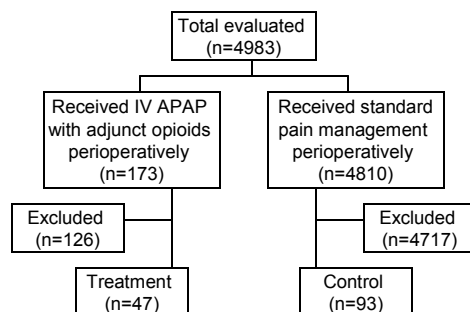 Total evaluated
(n=4983)
Received IV APAP
with adjunct opioids
perioperatively
(n=173)
Received standard
pain management
perioperatively
(n=4810)
Excluded
(n=126)
Excluded
(n=4717)
Treatment
(n=47)
Control
(n=93)